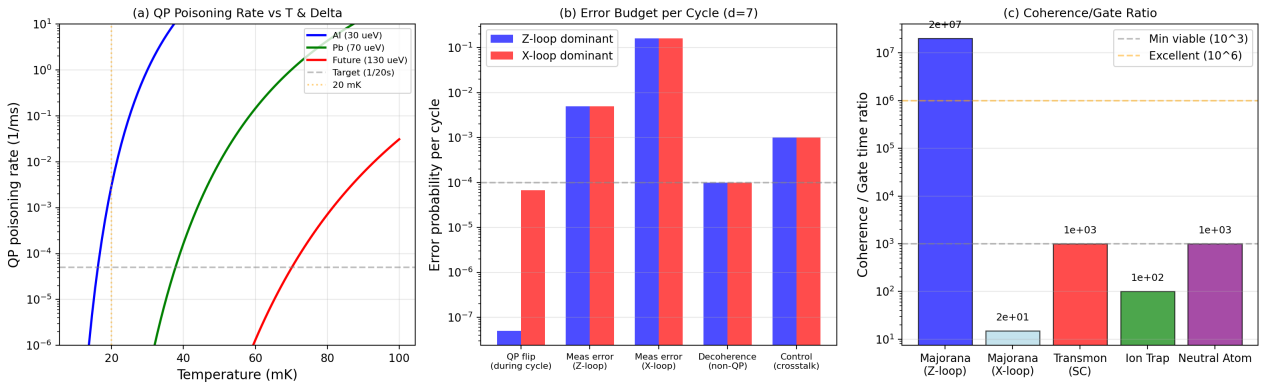 (a) QP Poisoning Rate vs T & Delta
QP poisoning rate (1/ms)
10^1
10^0
10^-1
10^-2
10^-3
10^-4
10^-5
10^-6
Al (30 ueV)
Pb (70 ueV)
Future (130 ueV)
Target (1/20s)
20 mK
20 40 60 80 100
Temperature (mK)
(b) Error Budget per Cycle (d=7)
Error probability per cycle
10^-1
10^-2
10^-3
10^-4
10^-5
10^-6
10^-7
Z-loop dominant
X-loop dominant
QP flip
(during cycle)
Meas error
(Z-loop)
Meas error
(X-loop)
Decoherence
(non-QP)
Control
(crosstalk)
(c) Coherence/Gate Ratio
Coherence / Gate time ratio
10^7
10^6
10^5
10^4
10^3
10^2
10^1
2e+07
2e+01
1e+03
1e+02
1e+03
Min viable (10^3)
Excellent (10^6)
Majorana
(Z-loop)
Majorana
(X-loop)
Transmon
(SC)
Ion Trap
Neutral Atom